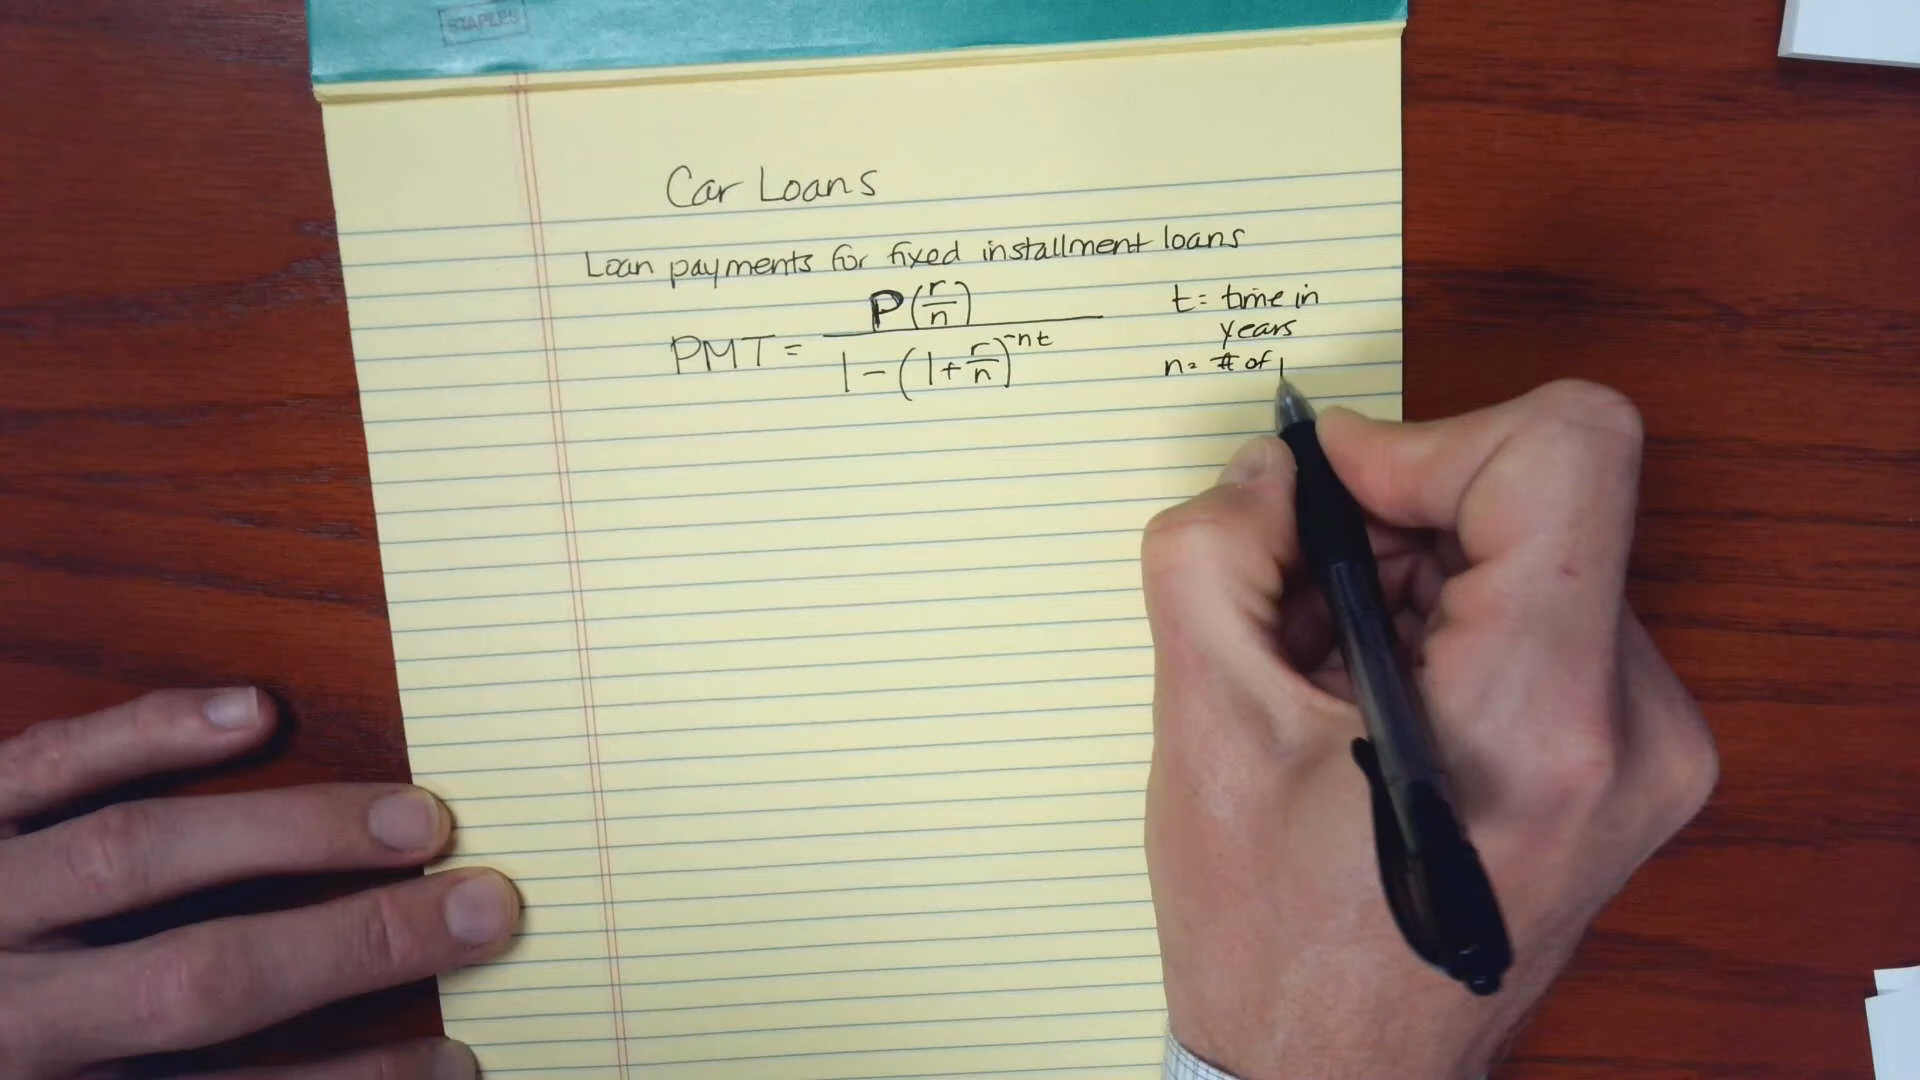 STAPLES
Car Loans
Loan payments for fixed installment loans
PMT = P(r/n) / 1 - (1 + r/n)^-nt
t = time in
years
n = # of